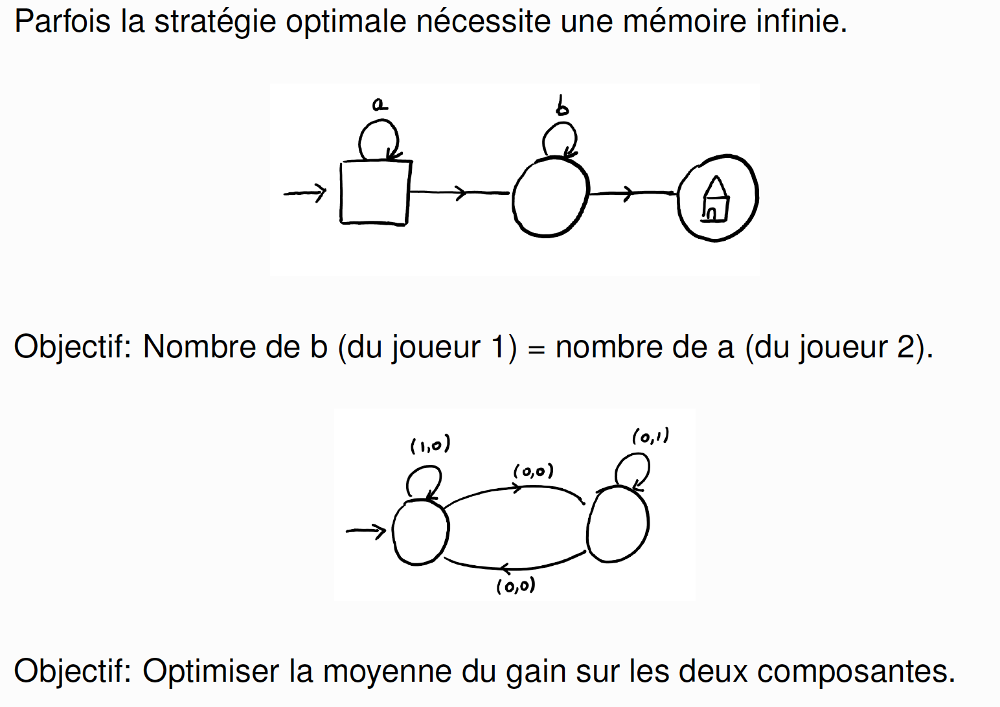 Parfois la stratégie optimale nécessite une mémoire infinie.
a
b
Objectif: Nombre de b (du joueur 1) = nombre de a (du joueur 2).
(1,0)
(0,0)
(0,1)
(0,0)
Objectif: Optimiser la moyenne du gain sur les deux composantes.